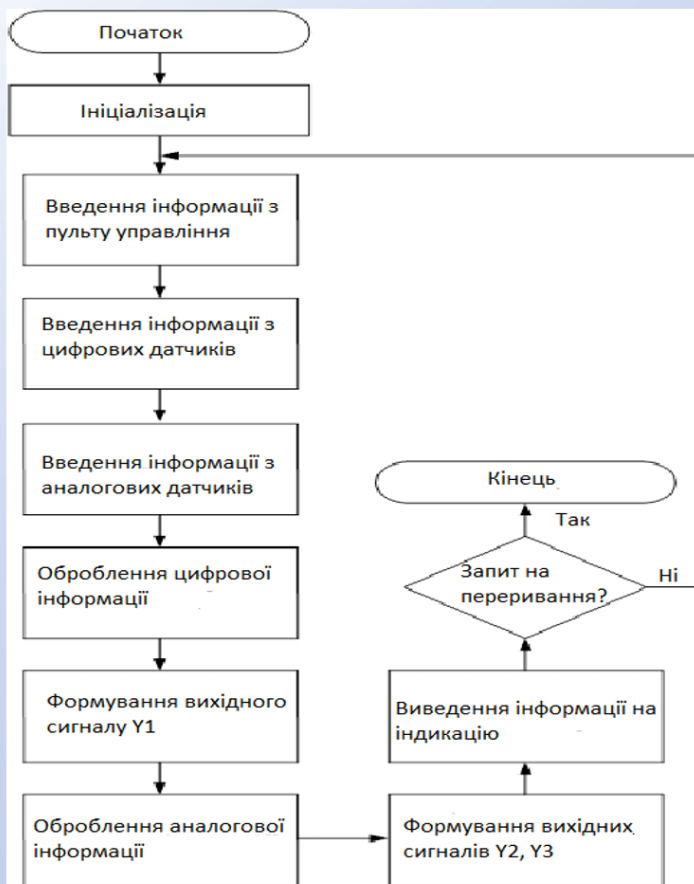 Початок
Ініціалізація
Введення інформації з
пульту управління
Введення інформації з
цифрових датчиків
Введення інформації з
аналогових датчиків
Оброблення цифрової
інформації
Формування вихідного
сигналу Y1
Оброблення аналогової
інформації
Формування вихідних
сигналів Y2, Y3
Виведення інформації на
індикацію
Запит на
переривання?
Ні
Так
Кінець